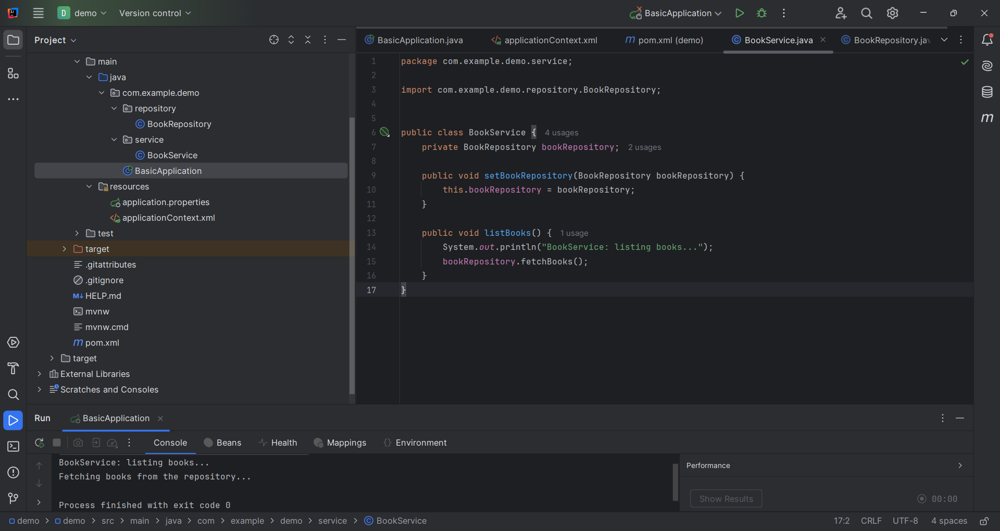 D demo Version control BasicApplication
Project
BasicApplication.java applicationContext.xml m pom.xml (demo) BookService.java BookRepository.jav
main
java
com.example.demo
repository
BookRepository
service
BookService
BasicApplication
resources
application.properties
applicationContext.xml
test
target
.gitattributes
.gitignore
M↓ HELP.md
mvnw
mvnw.cmd
m pom.xml
target
External Libraries
Scratches and Consoles
1 package com.example.demo.service;
2
3 import com.example.demo.repository.BookRepository;
4
5
6 public class BookService { 4 usages
7 private BookRepository bookRepository; 2 usages
8
9 public void setBookRepository(BookRepository bookRepository) {
10 this.bookRepository = bookRepository;
11 }
12
13 public void listBooks() { 1 usage
14 System.out.println("BookService: listing books...");
15 bookRepository.fetchBooks();
16 }
17 }
m
Run BasicApplication
Console Beans Health Mappings Environment
BookService: listing books...
Fetching books from the repository...
Process finished with exit code 0
Performance
Show Results 00:00
demo > demo > src > main > java > com > example > demo > service > BookService 17:2 CRLF UTF-8 4 spaces